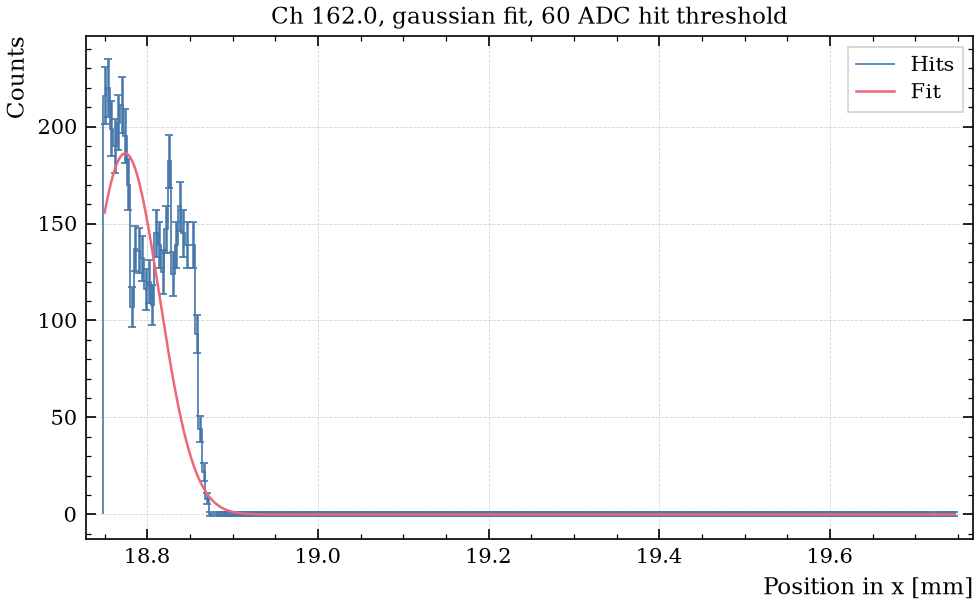 Ch 162.0, gaussian fit, 60 ADC hit threshold
Counts
Hits
Fit
200
150
100
50
0
18.8 19.0 19.2 19.4 19.6
Position in x [mm]